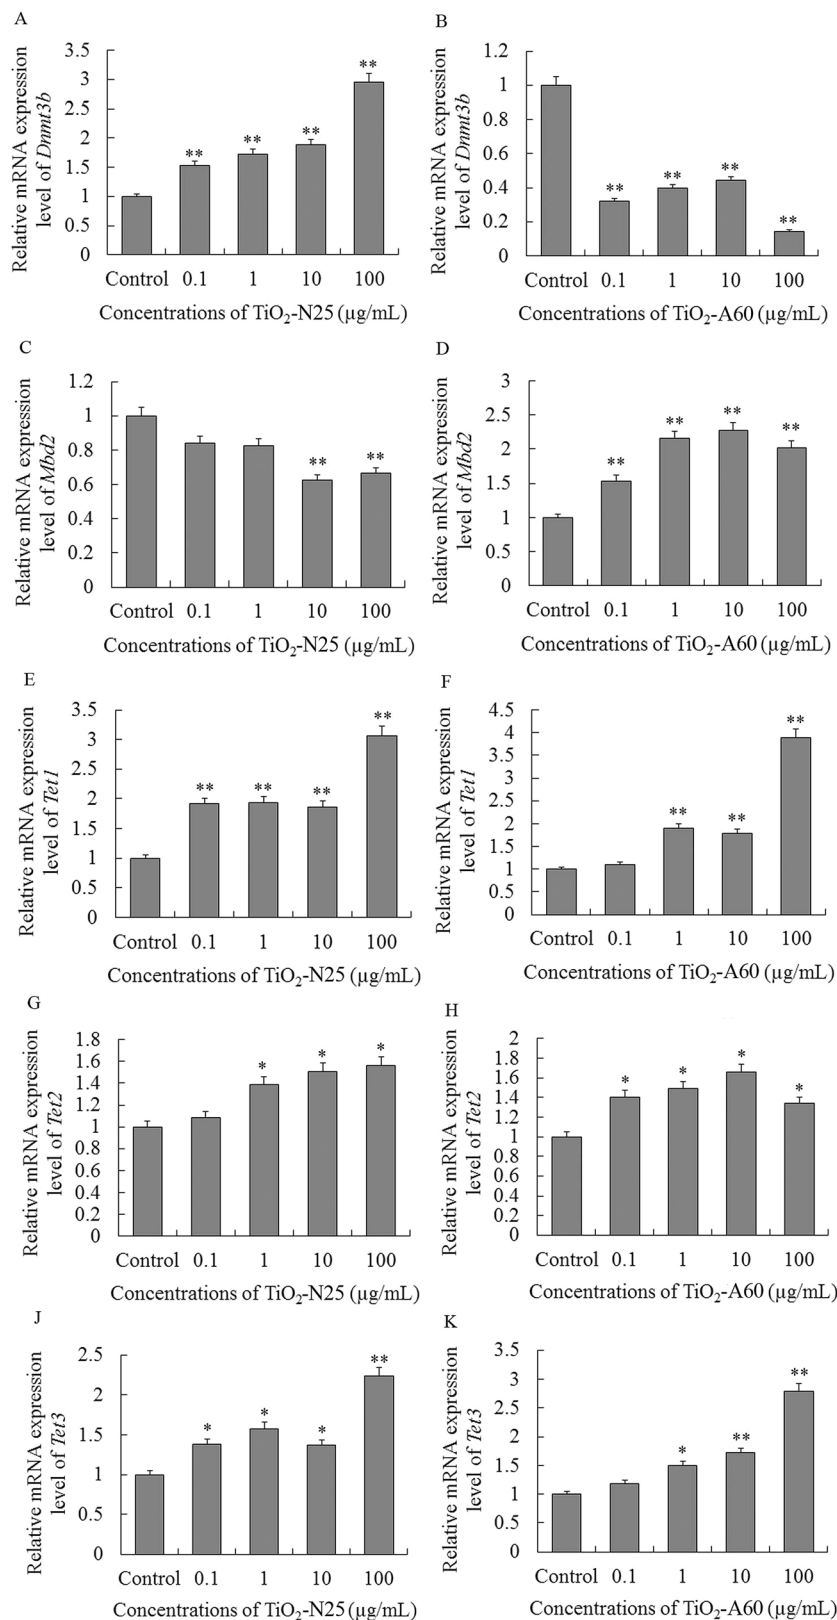 A
Relative mRNA expression
level of Dnmt3b
3.5
3
2.5
2
1.5
1
0.5
0
**
**
**
**
Control 0.1 1 10 100
Concentrations of TiO2-N25 (µg/mL)
B
Relative mRNA expression
level of Dnmt3b
1.2
1
0.8
0.6
0.4
0.2
0
**
**
**
**
Control 0.1 1 10 100
Concentrations of TiO2-A60 (µg/mL)
C
Relative mRNA expression
level of Mbd2
1.2
1
0.8
0.6
0.4
0.2
0
**
**
Control 0.1 1 10 100
Concentrations of TiO2-N25 (µg/mL)
D
Relative mRNA expression
level of Mbd2
3
2.5
2
1.5
1
0.5
0
**
**
**
**
Control 0.1 1 10 100
Concentrations of TiO2-A60 (µg/mL)
E
Relative mRNA expression
level of Tet1
3.5
3
2.5
2
1.5
1
0.5
0
**
**
**
**
Control 0.1 1 10 100
Concentrations of TiO2-N25 (µg/mL)
F
Relative mRNA expression
level of Tet1
4.5
4
3.5
3
2.5
2
1.5
1
0.5
0
**
**
**
Control 0.1 1 10 100
Concentrations of TiO2-A60 (µg/mL)
G
Relative mRNA expression
level of Tet2
1.8
1.6
1.4
1.2
1
0.8
0.6
0.4
0.2
0
*
*
*
Control 0.1 1 10 100
Concentrations of TiO2-N25 (µg/mL)
H
Relative mRNA expression
level of Tet2
2
1.8
1.6
1.4
1.2
1
0.8
0.6
0.4
0.2
0
*
*
*
*
Control 0.1 1 10 100
Concentrations of TiO2-A60 (µg/mL)
J
Relative mRNA expression
level of Tet3
2.5
2
1.5
1
0.5
0
*
*
*
**
Control 0.1 1 10 100
Concentrations of TiO2-N25 (µg/mL)
K
Relative mRNA expression
level of Tet3
3.5
3
2.5
2
1.5
1
0.5
0
*
**
**
Control 0.1 1 10 100
Concentrations of TiO2-A60 (µg/mL)